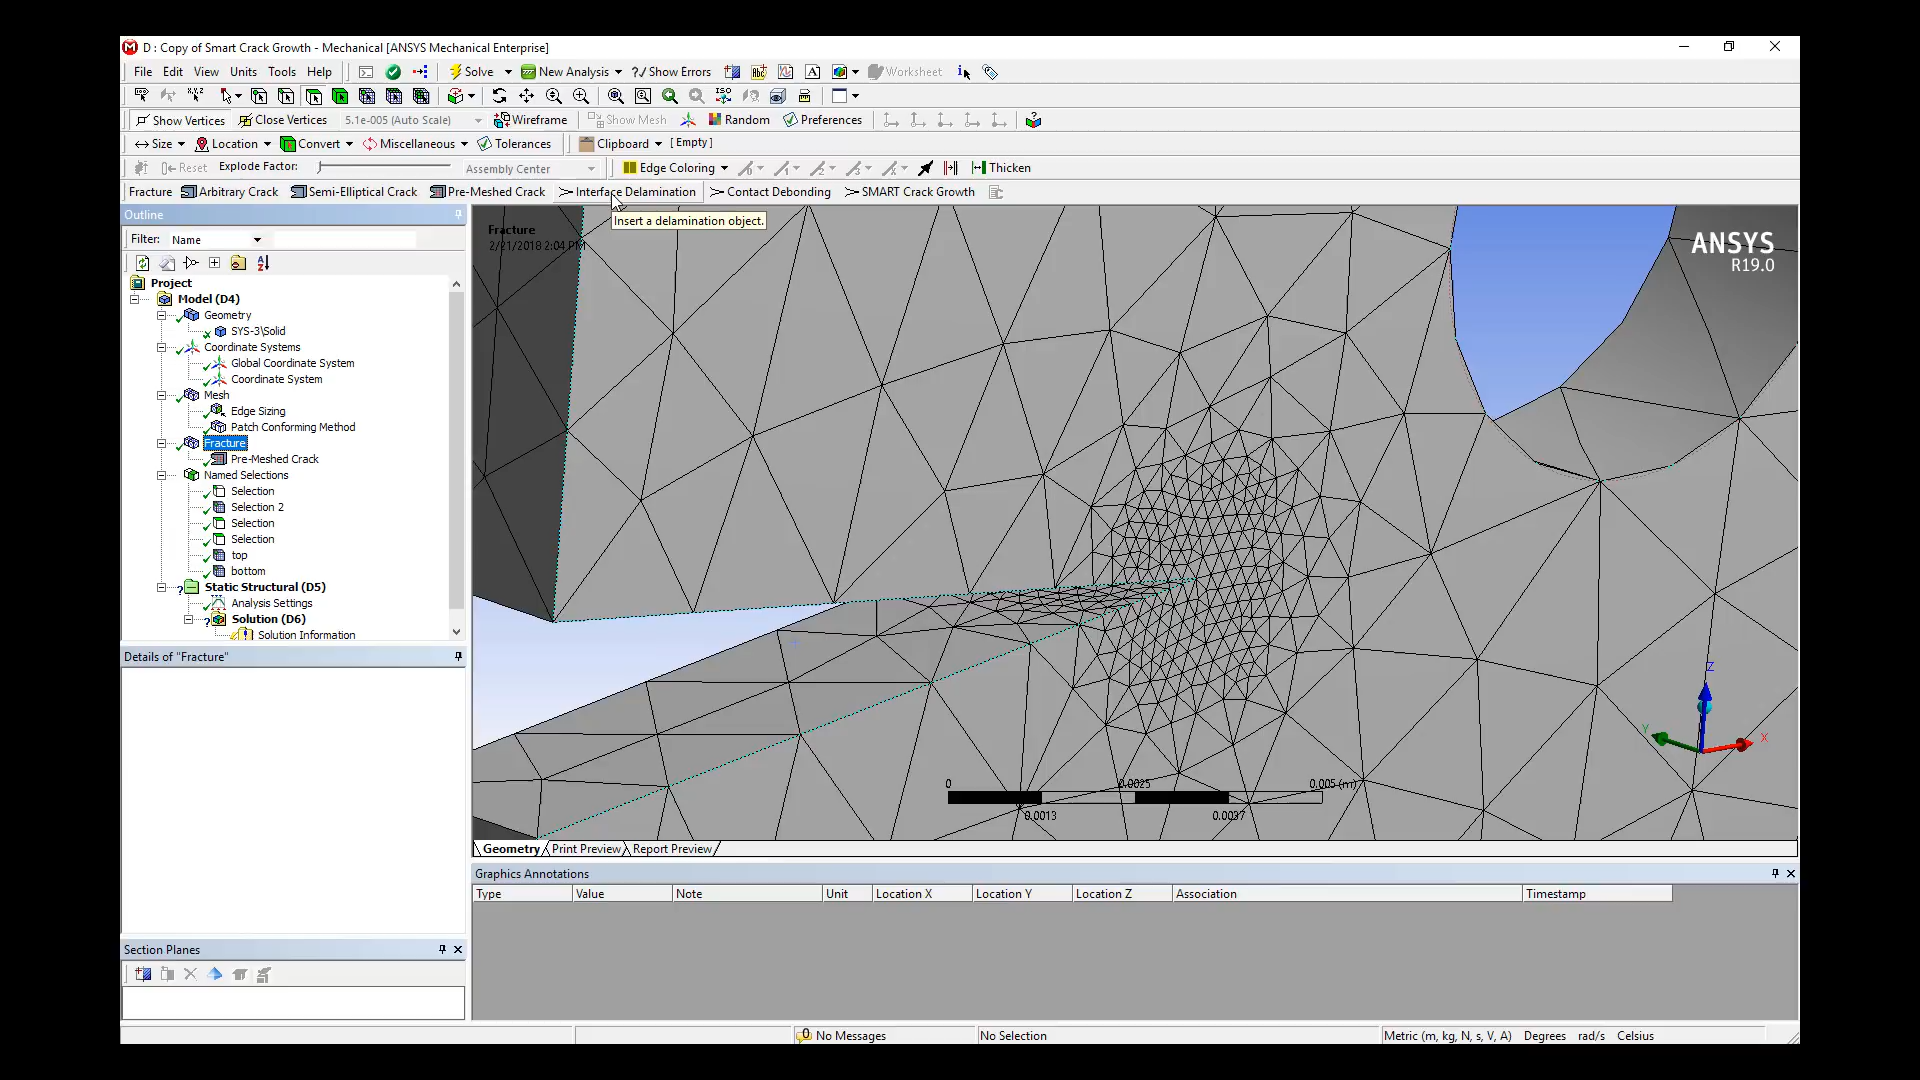 D : Copy of Smart Crack Growth - Mechanical [ANSYS Mechanical Enterprise]
File Edit View Units Tools Help Solve New Analysis ?/ Show Errors Worksheet
Show Vertices Close Vertices 5.1e-005 (Auto Scale) Wireframe Show Mesh Random Preferences
Size Location Convert Miscellaneous Tolerances Clipboard [ Empty ]
Reset Explode Factor: Assembly Center Edge Coloring Thicken
Fracture Arbitrary Crack Semi-Elliptical Crack Pre-Meshed Crack Interface Delamination Contact Debonding SMART Crack Growth
Insert a delamination object.
Outline
Filter: Name
Project
Model (D4)
Geometry
SYS-3\Solid
Coordinate Systems
Global Coordinate System
Coordinate System
Mesh
Edge Sizing
Patch Conforming Method
Fracture
Pre-Meshed Crack
Named Selections
Selection
Selection 2
Selection
Selection
top
bottom
Static Structural (D5)
Analysis Settings
Solution (D6)
Solution Information
Details of "Fracture"
Section Planes
Fracture
2/21/2018 2:04 PM
ANSYS
R19.0
Z
Y
X
0 0.0025 0.005 (m)
0.0013 0.0037
Geometry Print Preview Report Preview
Graphics Annotations
Type Value Note Unit Location X Location Y Location Z Association Timestamp
No Messages No Selection Metric (m, kg, N, s, V, A) Degrees rad/s Celsius